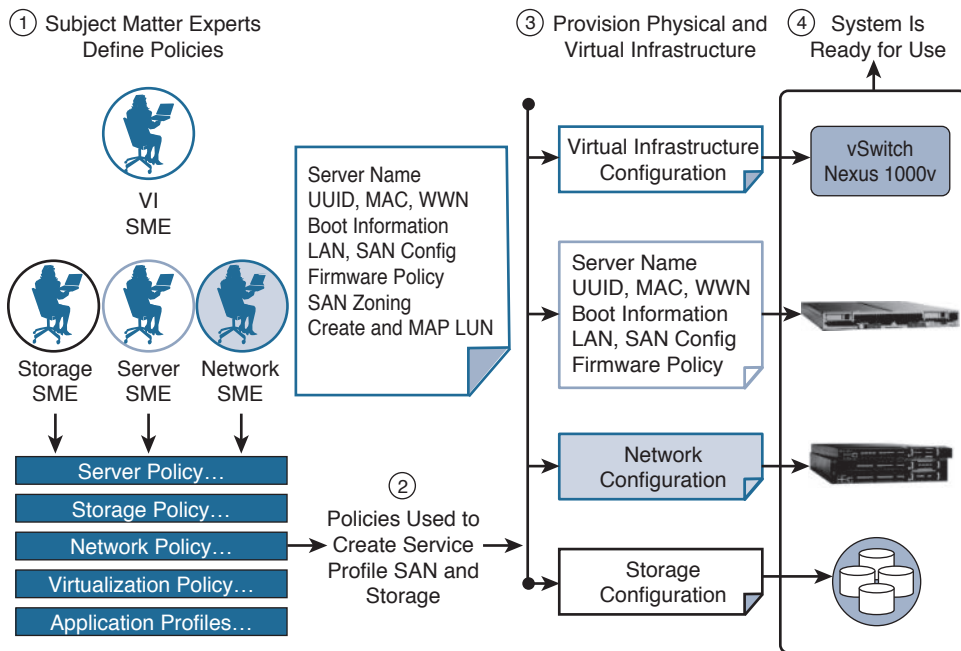 1 Subject Matter Experts
Define Policies
VI
SME
Storage
SME
Server
SME
Network
SME
Server Policy...
Storage Policy...
Network Policy...
Virtualization Policy...
Application Profiles...
2
Policies Used to
Create Service
Profile SAN and
Storage
Server Name
UUID, MAC, WWN
Boot Information
LAN, SAN Config
Firmware Policy
SAN Zoning
Create and MAP LUN
3 Provision Physical and
Virtual Infrastructure
Virtual Infrastructure
Configuration
Server Name
UUID, MAC, WWN
Boot Information
LAN, SAN Config
Firmware Policy
Network
Configuration
Storage
Configuration
4 System Is
Ready for Use
vSwitch
Nexus 1000v